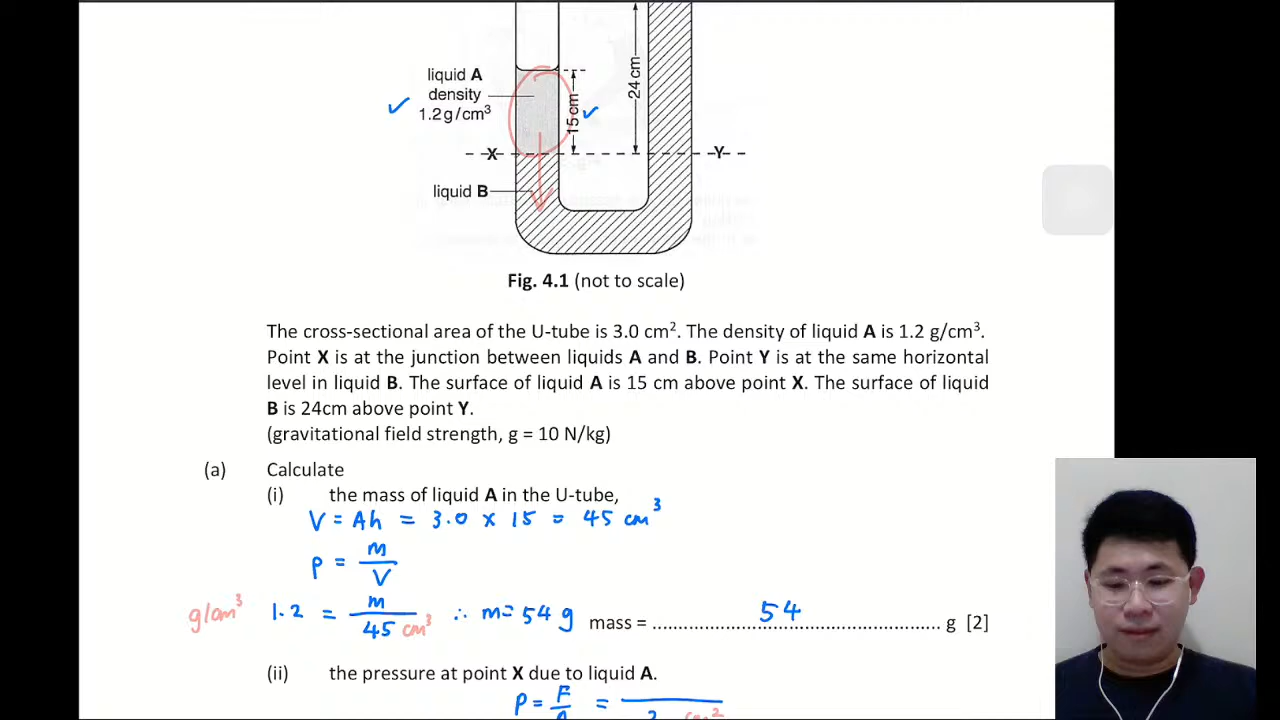 liquid A
density
1.2 g/cm³
15 cm
24 cm
X
Y
liquid B
Fig. 4.1 (not to scale)
The cross-sectional area of the U-tube is 3.0 cm². The density of liquid A is 1.2 g/cm³.
Point X is at the junction between liquids A and B. Point Y is at the same horizontal
level in liquid B. The surface of liquid A is 15 cm above point X. The surface of liquid
B is 24cm above point Y.
(gravitational field strength, g = 10 N/kg)
(a) Calculate
(i) the mass of liquid A in the U-tube,
V = Ah = 3.0 x 15 = 45 cm³
ρ = m/V
g/cm³ 1.2 = m/45 cm³ ∴ m = 54 g mass = 54 g [2]
(ii) the pressure at point X due to liquid A.
P = F/A =
cm²